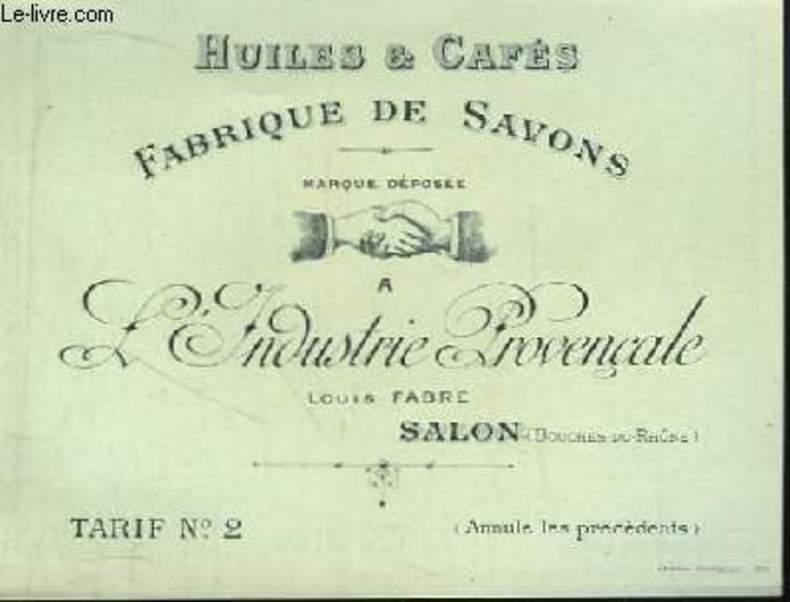 Le-livre.com
HUILES & CAFÉS
FABRIQUE DE SAVONS
MARQUE DÉPOSÉE
A
L'Industrie Provençale
LOUIS FABRE
SALON (BOUCHES-DU-RHÔNE)
TARIF No. 2
(Annule les précédents)